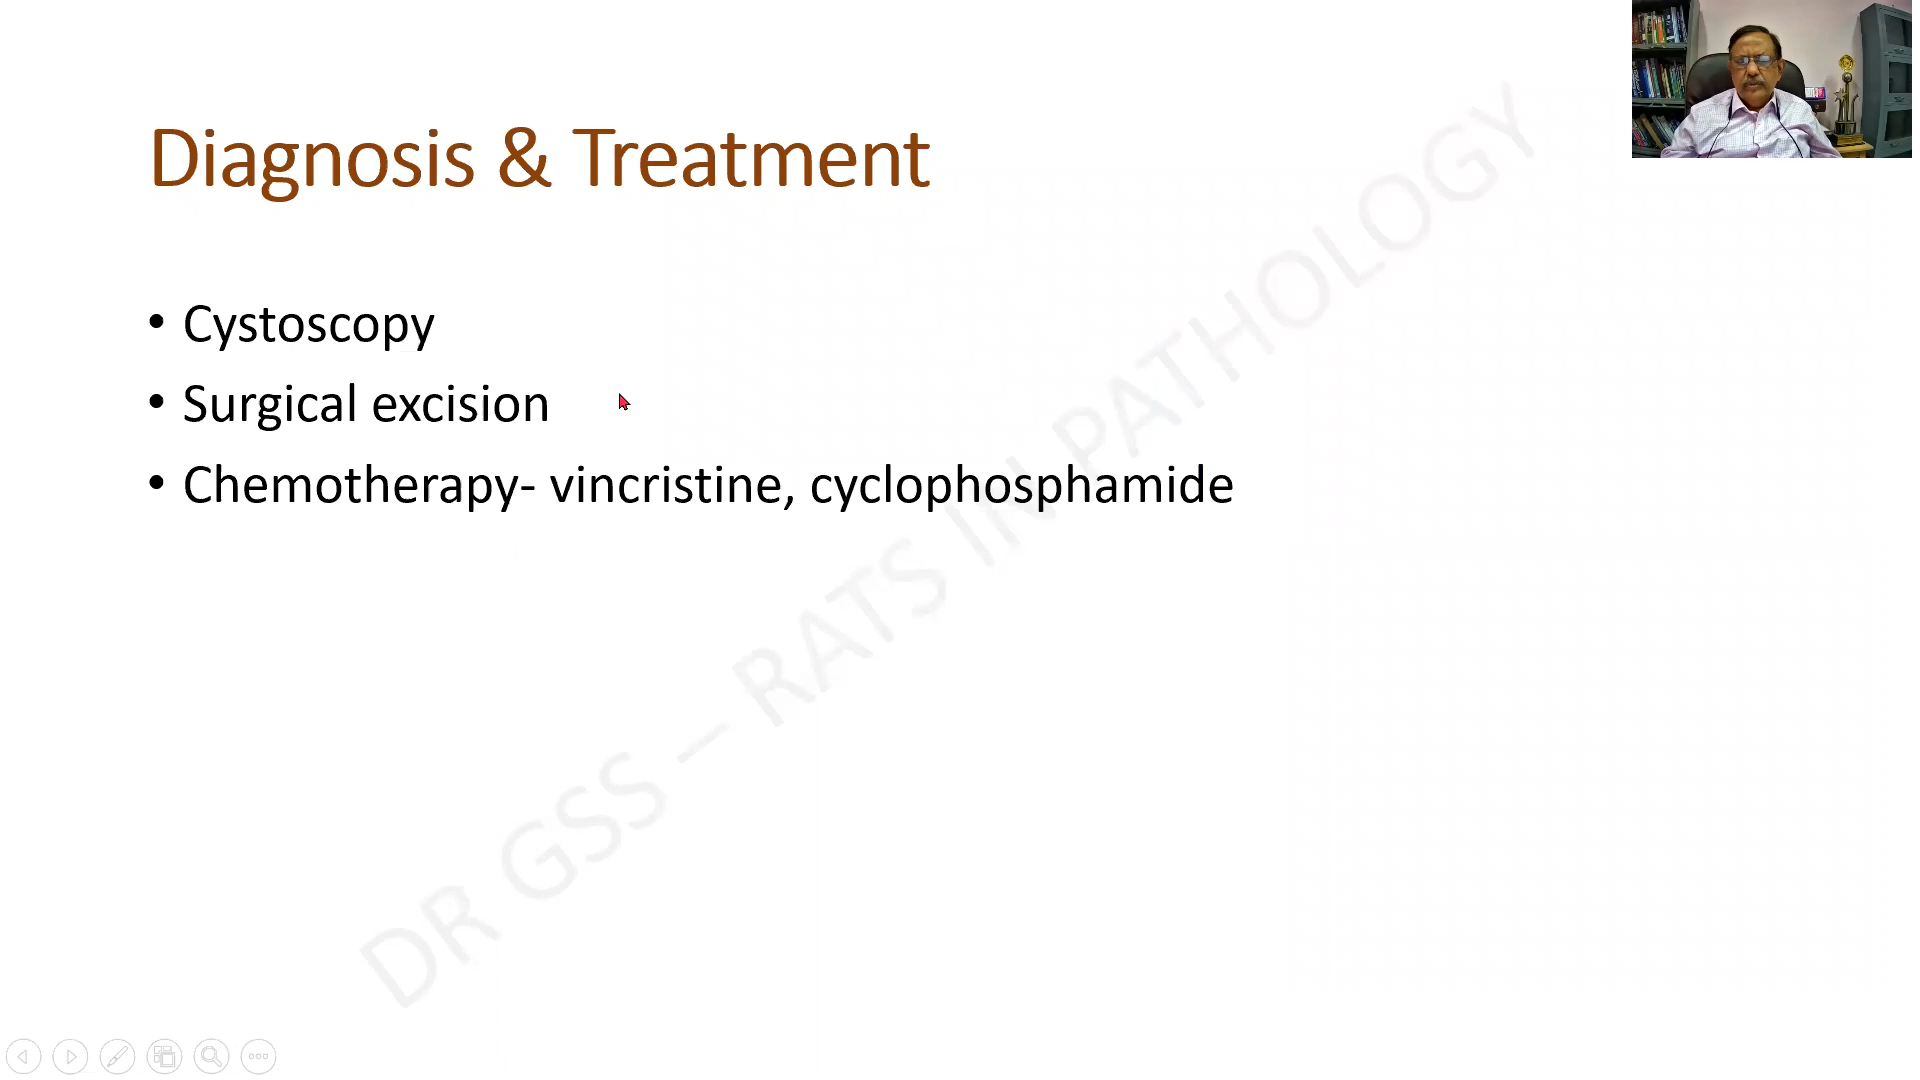 Diagnosis & Treatment
• Cystoscopy
• Surgical excision
• Chemotherapy- vincristine, cyclophosphamide
DR GSS – RATS IN PATHOLOGY